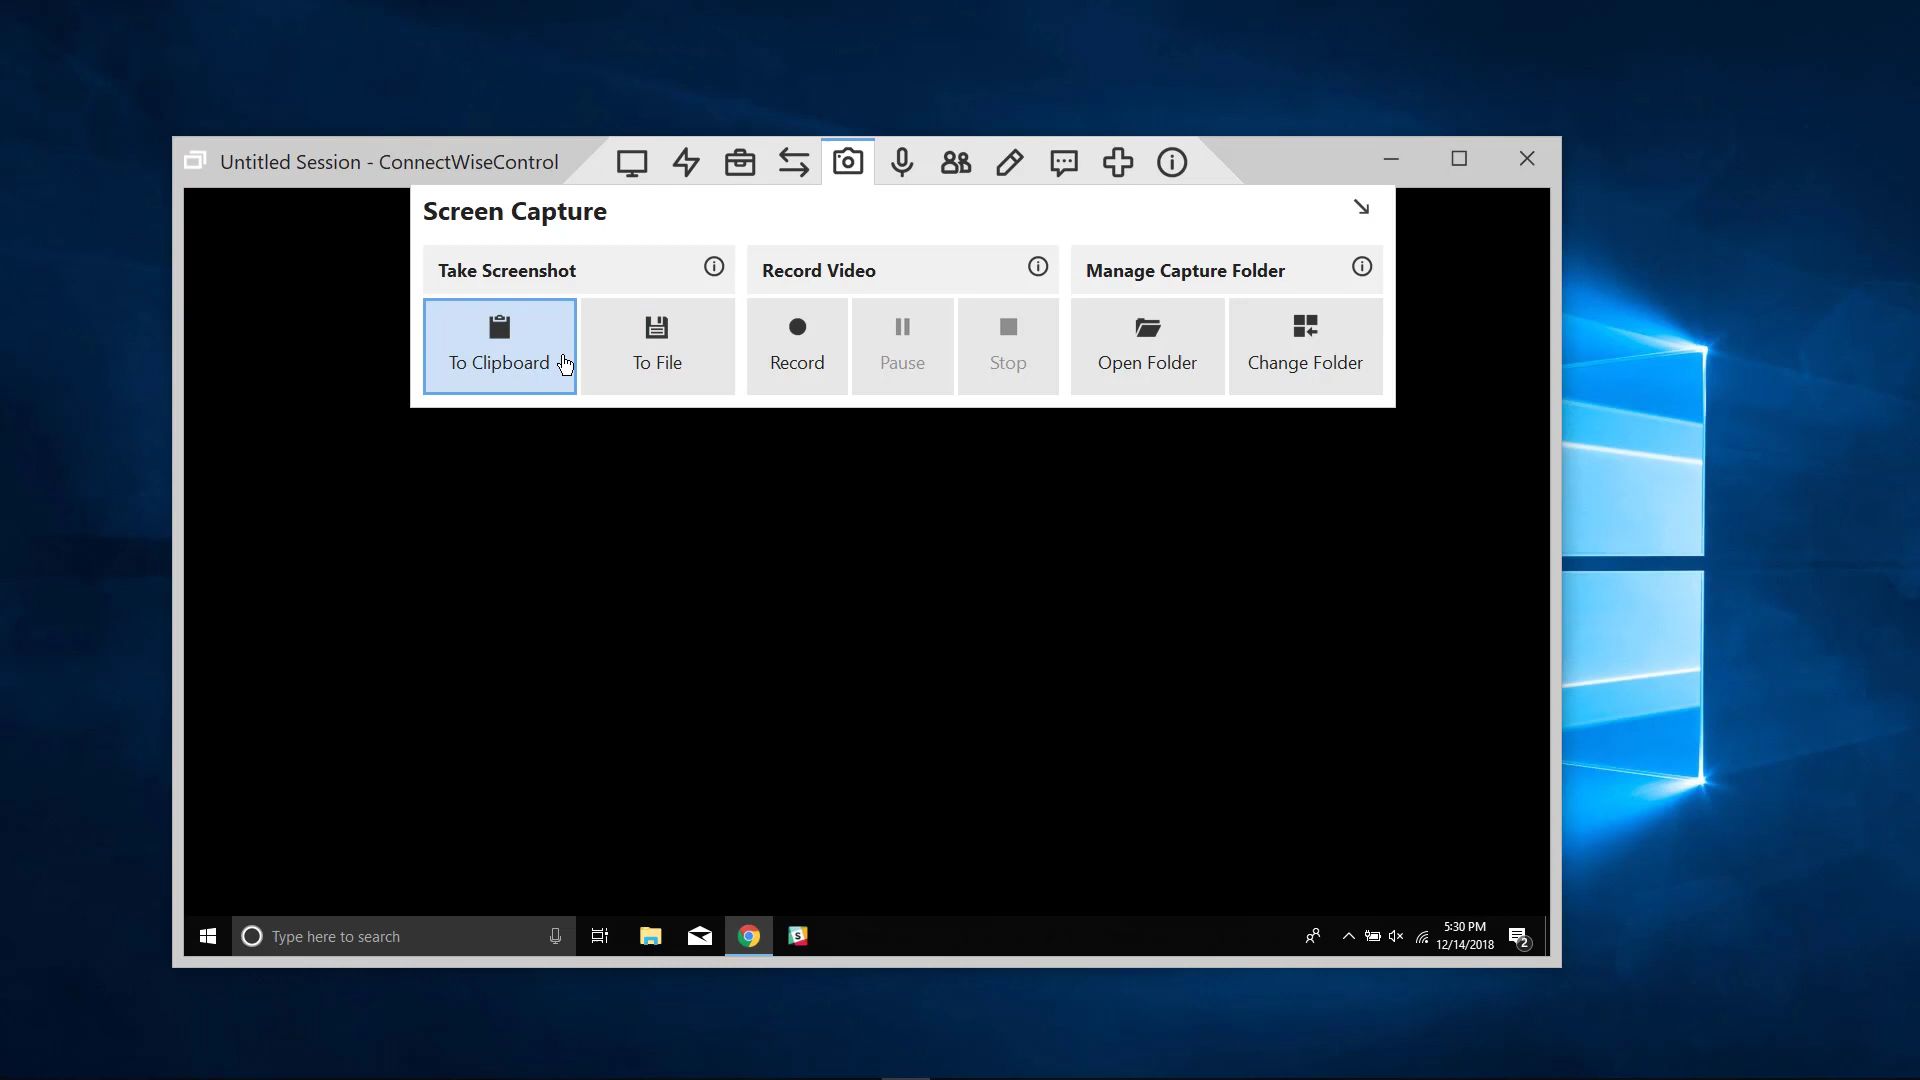 Untitled Session - ConnectWiseControl
Screen Capture
Take Screenshot
Record Video
Manage Capture Folder
To Clipboard
To File
Record
Pause
Stop
Open Folder
Change Folder
Type here to search
S
5:30 PM
12/14/2018
2